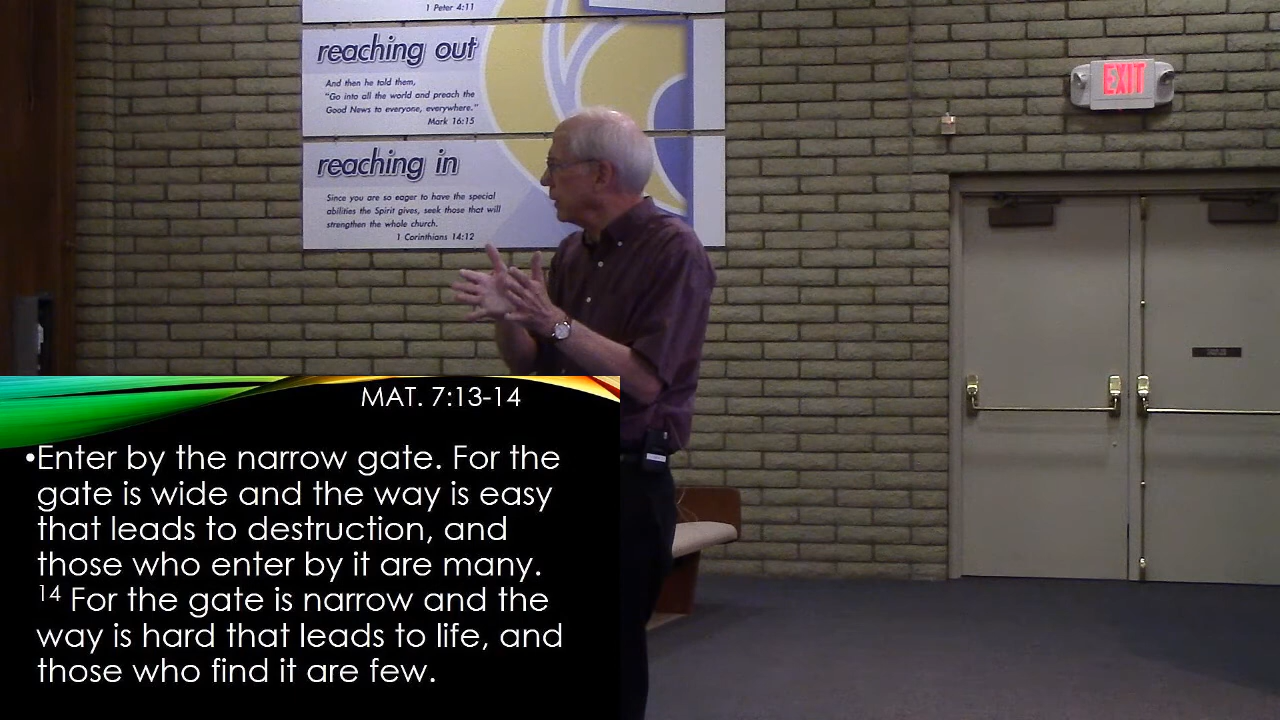 1 Peter 4:11
reaching out
And then he told them,
"Go into all the world and preach the
Good News to everyone, everywhere."
Mark 16:15
reaching in
Since you are so eager to have the special
abilities the Spirit gives, seek those that will
strengthen the whole church.
1 Corinthians 14:12
EXIT
MAT. 7:13-14
•Enter by the narrow gate. For the
gate is wide and the way is easy
that leads to destruction, and
those who enter by it are many.
14 For the gate is narrow and the
way is hard that leads to life, and
those who find it are few.